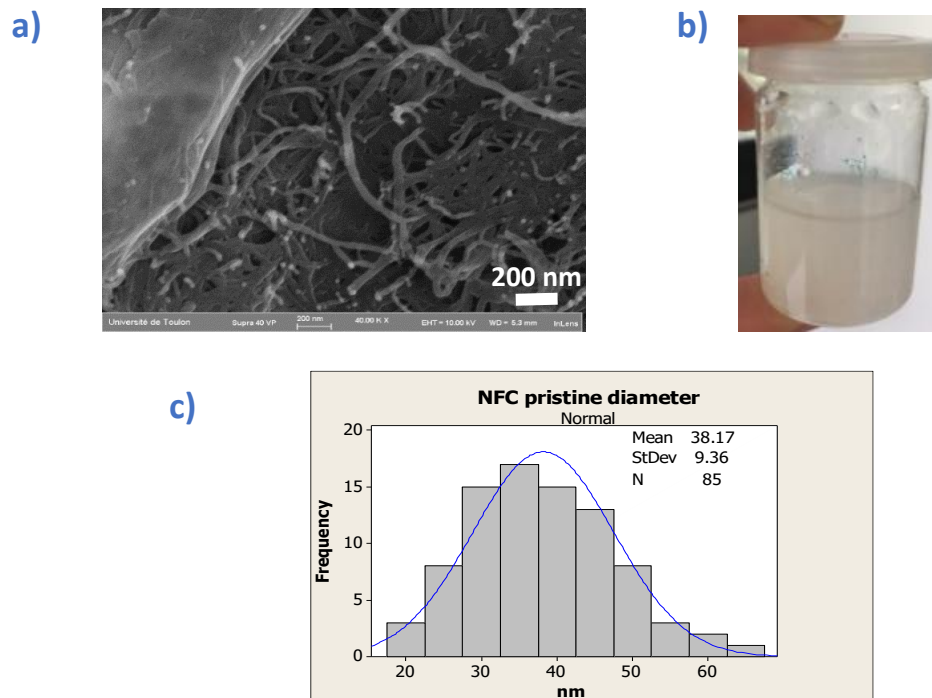 a)
b)
200 nm
Université de Toulon Supra 40 VP 200 nm 40.00 K X EHT = 10.00 kV WD = 5.3 mm InLens
c)
NFC pristine diameter
Normal
Mean 38.17
StDev 9.36
N 85
Frequency
20
15
10
5
0
20 30 40 50 60
nm